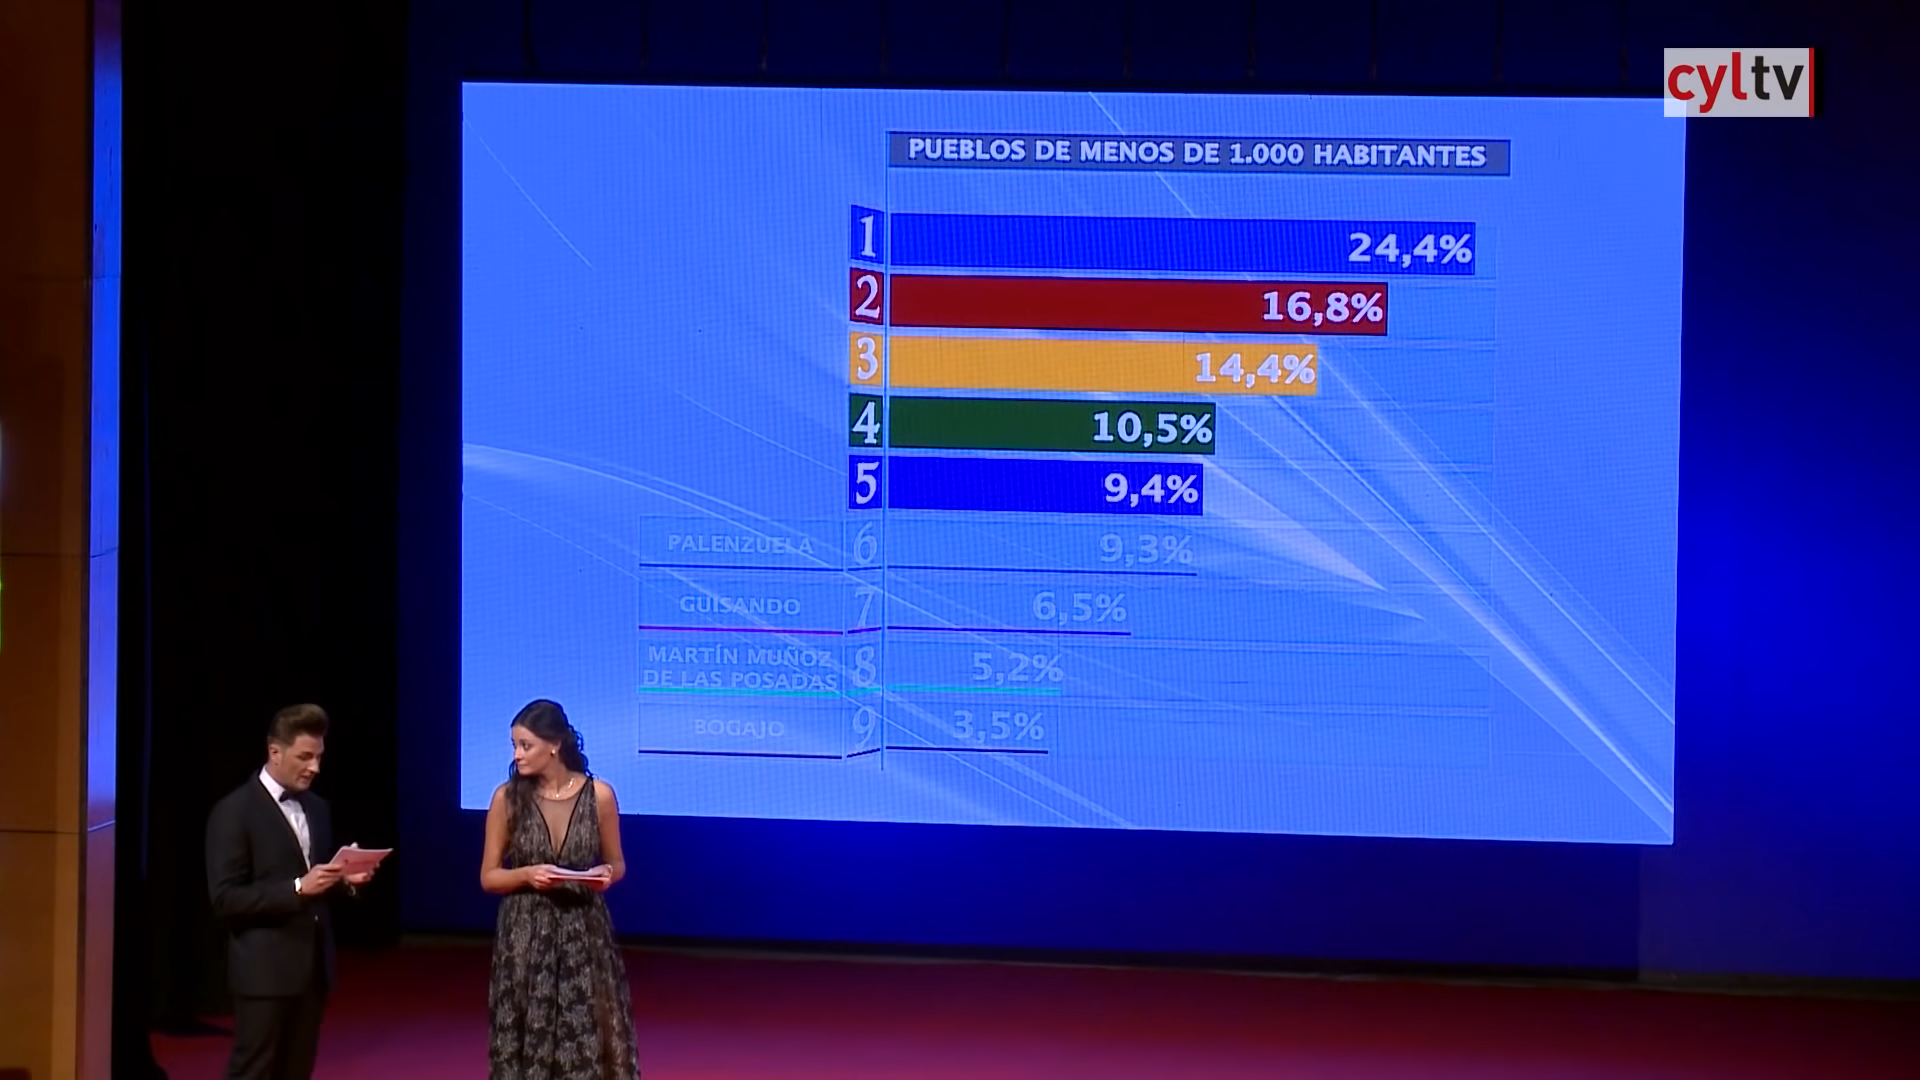 cyltv
PUEBLOS DE MENOS DE 1.000 HABITANTES
1 24,4%
2 16,8%
3 14,4%
4 10,5%
5 9,4%
PALENZUELA 6 9,3%
GUISANDO 7 6,5%
MARTÍN MUÑOZ
DE LAS POSADAS 8 5,2%
BOGAJO 9 3,5%